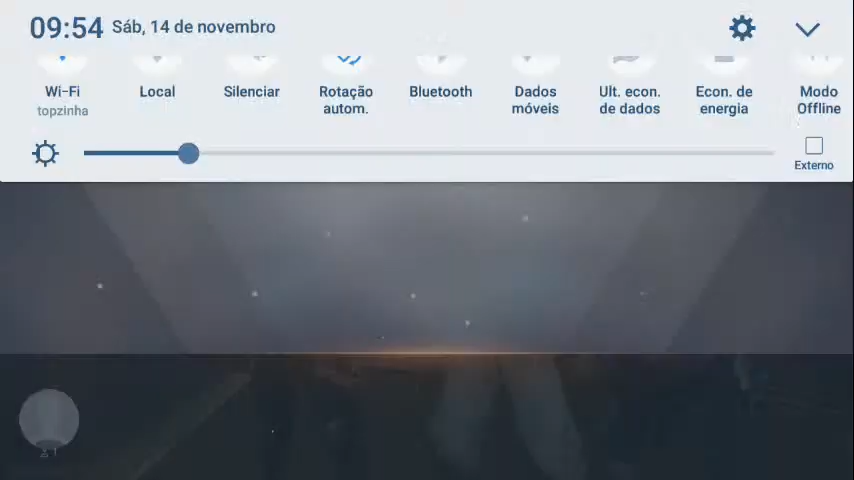 09:54 Sáb, 14 de novembro
Wi-Fi
topzinha
Local
Silenciar
Rotação
autom.
Bluetooth
Dados
móveis
Ult. econ.
de dados
Econ. de
energia
Modo
Offline
Externo